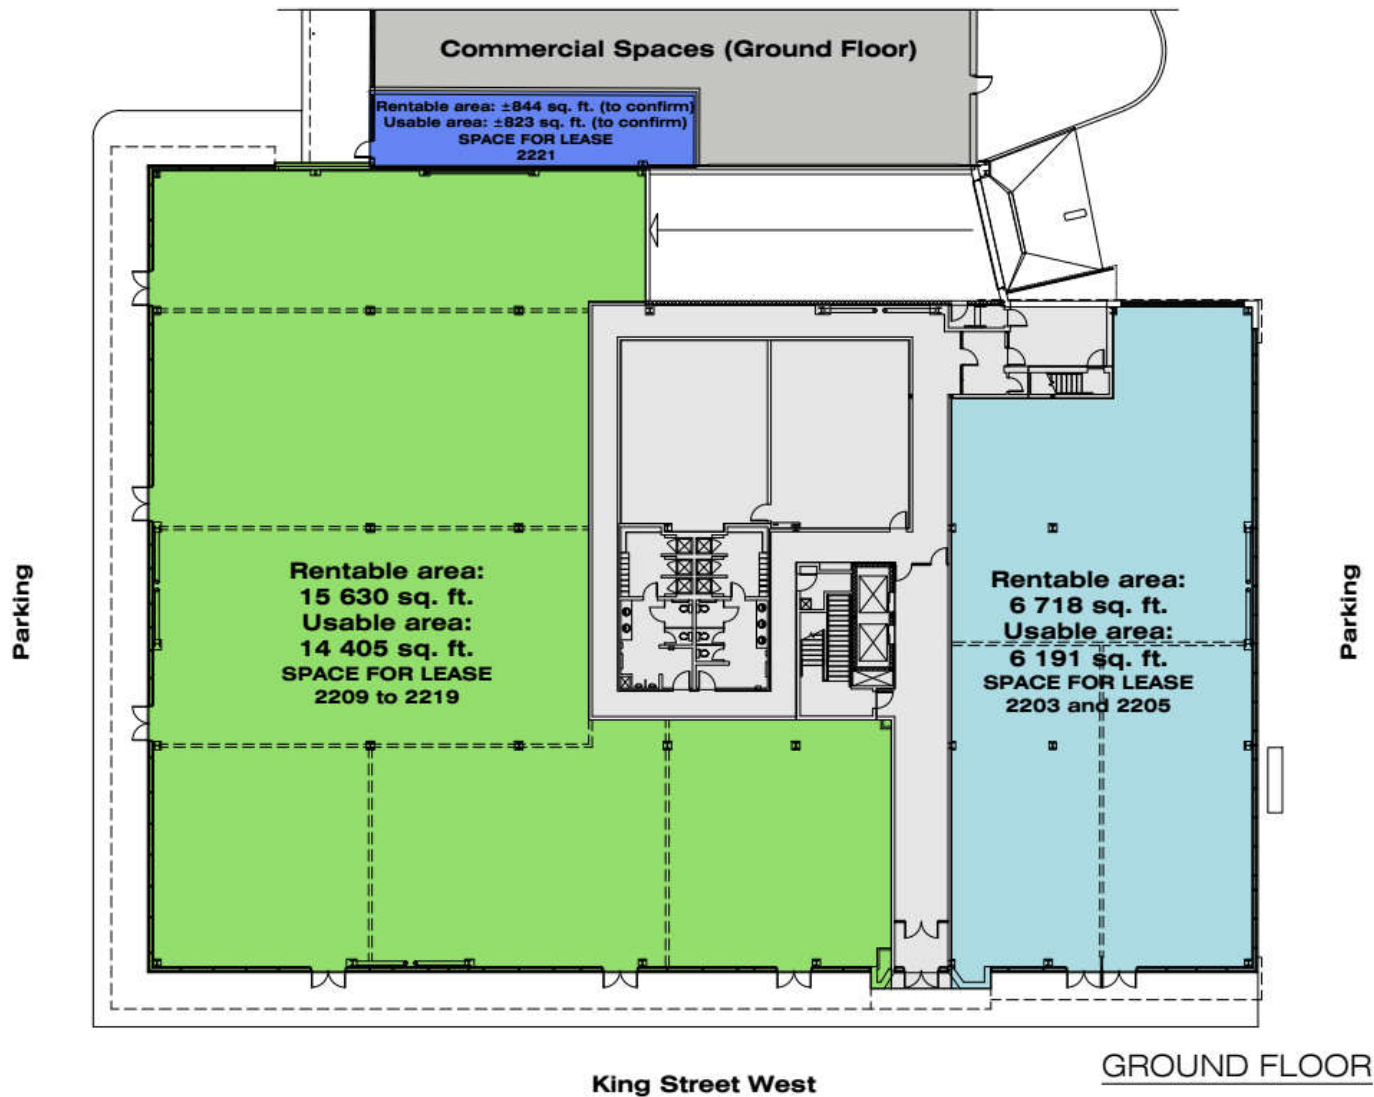 Commercial Spaces (Ground Floor)
Rentable area: ±844 sq. ft. (to confirm)
Usable area: ±823 sq. ft. (to confirm)
SPACE FOR LEASE
2221
Parking
Rentable area:
15 630 sq. ft.
Usable area:
14 405 sq. ft.
SPACE FOR LEASE
2209 to 2219
Rentable area:
6 718 sq. ft.
Usable area:
6 191 sq. ft.
SPACE FOR LEASE
2203 and 2205
Parking
King Street West
GROUND FLOOR